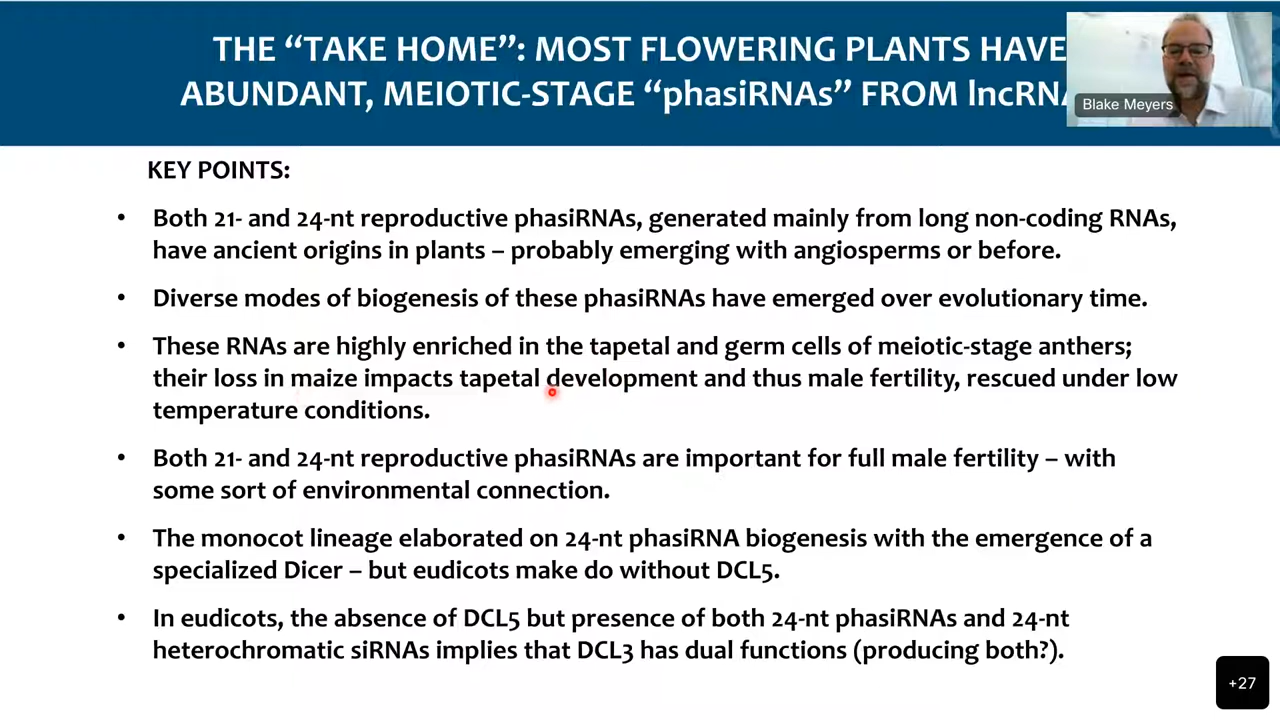 THE “TAKE HOME”: MOST FLOWERING PLANTS HAVE
ABUNDANT, MEIOTIC-STAGE “phasiRNAs” FROM lncRNA
Blake Meyers
KEY POINTS:
• Both 21- and 24-nt reproductive phasiRNAs, generated mainly from long non-coding RNAs,
have ancient origins in plants – probably emerging with angiosperms or before.
• Diverse modes of biogenesis of these phasiRNAs have emerged over evolutionary time.
• These RNAs are highly enriched in the tapetal and germ cells of meiotic-stage anthers;
their loss in maize impacts tapetal development and thus male fertility, rescued under low
temperature conditions.
• Both 21- and 24-nt reproductive phasiRNAs are important for full male fertility – with
some sort of environmental connection.
• The monocot lineage elaborated on 24-nt phasiRNA biogenesis with the emergence of a
specialized Dicer – but eudicots make do without DCL5.
• In eudicots, the absence of DCL5 but presence of both 24-nt phasiRNAs and 24-nt
heterochromatic siRNAs implies that DCL3 has dual functions (producing both?).
+27